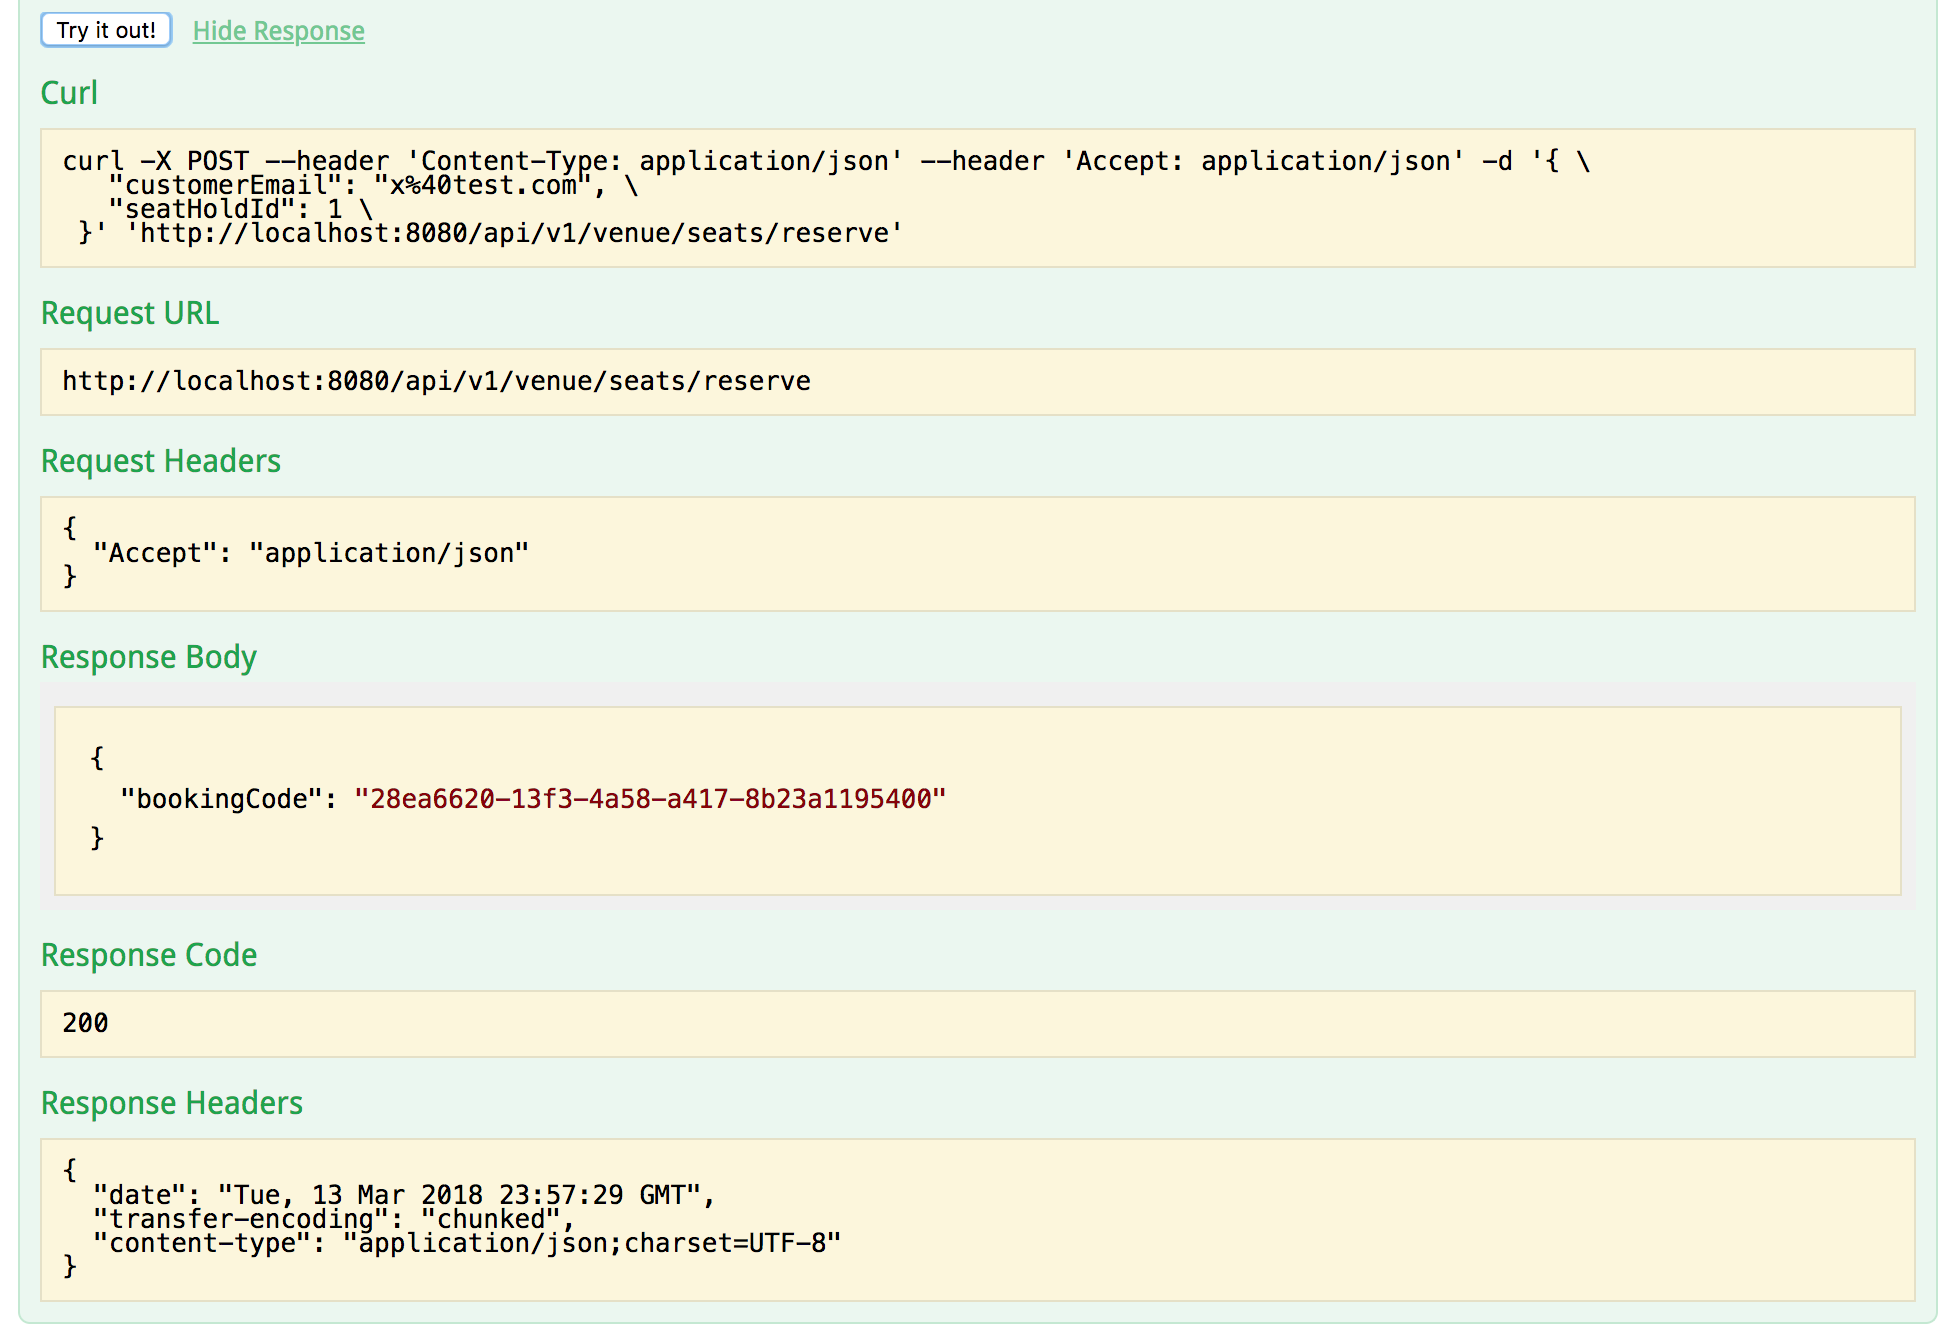 Try it out! Hide Response
Curl
curl -X POST --header 'Content-Type: application/json' --header 'Accept: application/json' -d '{ \
"customerEmail": "x%40test.com", \
"seatHoldId": 1 \
}' 'http://localhost:8080/api/v1/venue/seats/reserve'
Request URL
http://localhost:8080/api/v1/venue/seats/reserve
Request Headers
{
"Accept": "application/json"
}
Response Body
{
"bookingCode": "28ea6620-13f3-4a58-a417-8b23a1195400"
}
Response Code
200
Response Headers
{
"date": "Tue, 13 Mar 2018 23:57:29 GMT",
"transfer-encoding": "chunked",
"content-type": "application/json;charset=UTF-8"
}